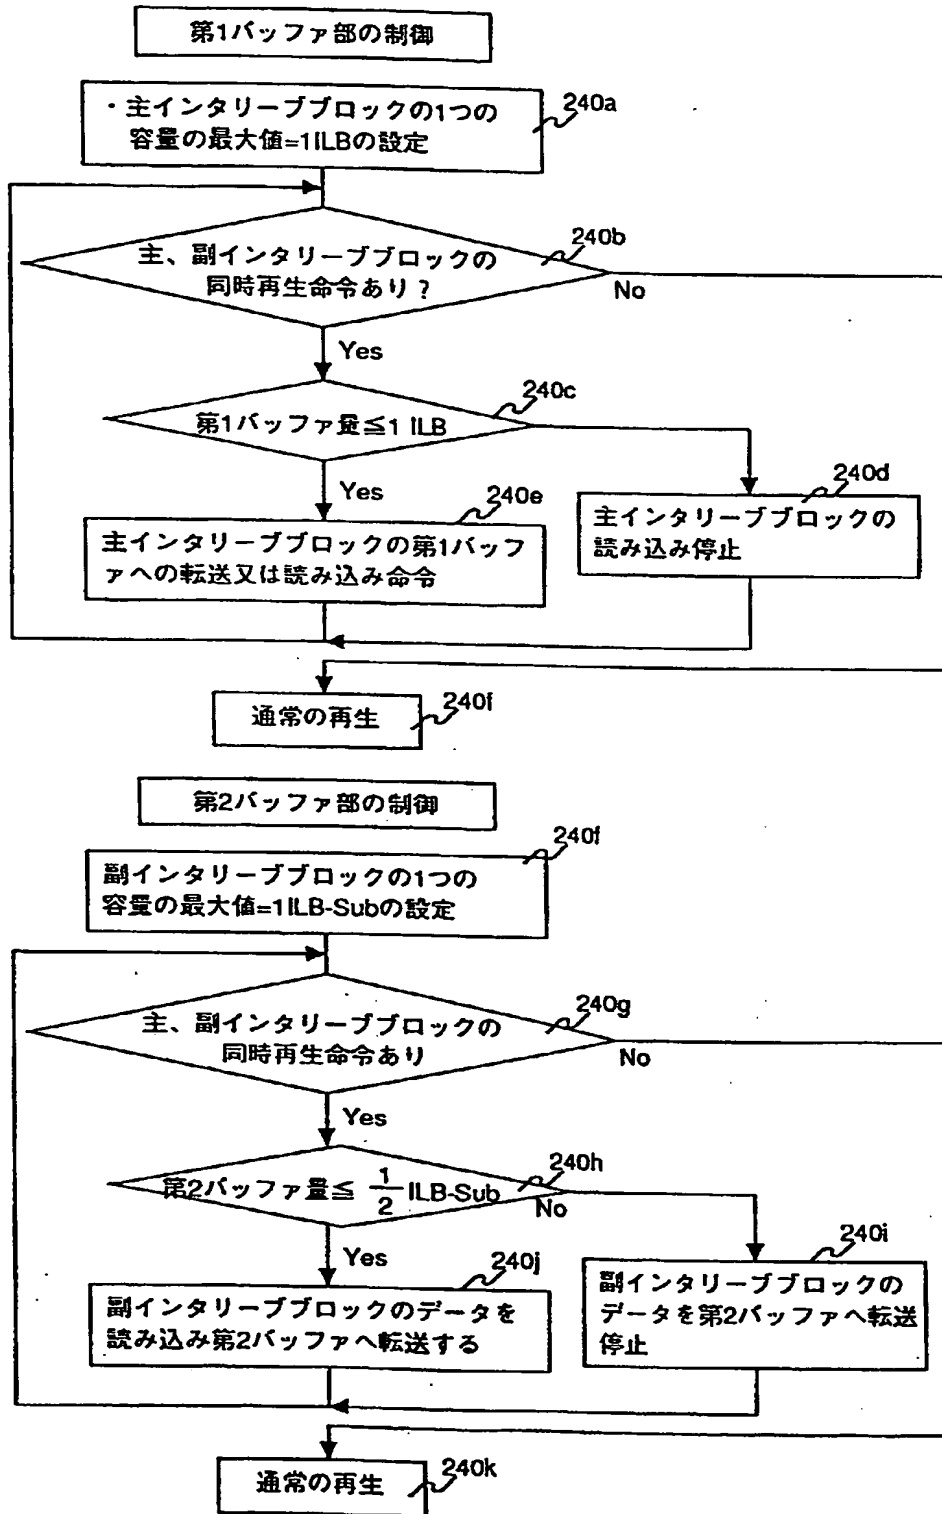 第1バッファ部の制御
・主インタリーブブロックの1つの
容量の最大値=1ILBの設定
240a
主、副インタリーブブロックの
同時再生命令あり？
240b
No
Yes
第1バッファ量≦1 ILB
240c
Yes
240d
主インタリーブブロックの
読み込み停止
240e
主インタリーブブロックの第1バッフ
ァへの転送又は読み込み命令
通常の再生
240f
第2バッファ部の制御
240f
副インタリーブブロックの1つの
容量の最大値=1ILB-Subの設定
主、副インタリーブブロックの
同時再生命令あり
240g
No
Yes
第2バッファ量≦ 1/2 ILB-Sub
240h
No
Yes
240i
副インタリーブブロックの
データを第2バッファへ転送
停止
240j
副インタリーブブロックのデータを
読み込み第2バッファへ転送する
通常の再生
240k